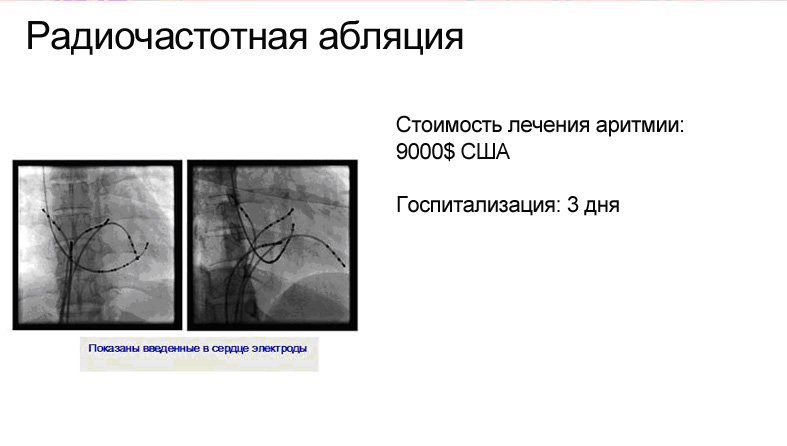 Радиочастотная абляция
Стоимость лечения аритмии:
9000$ США
Госпитализация: 3 дня
Показаны введенные в сердце электроды